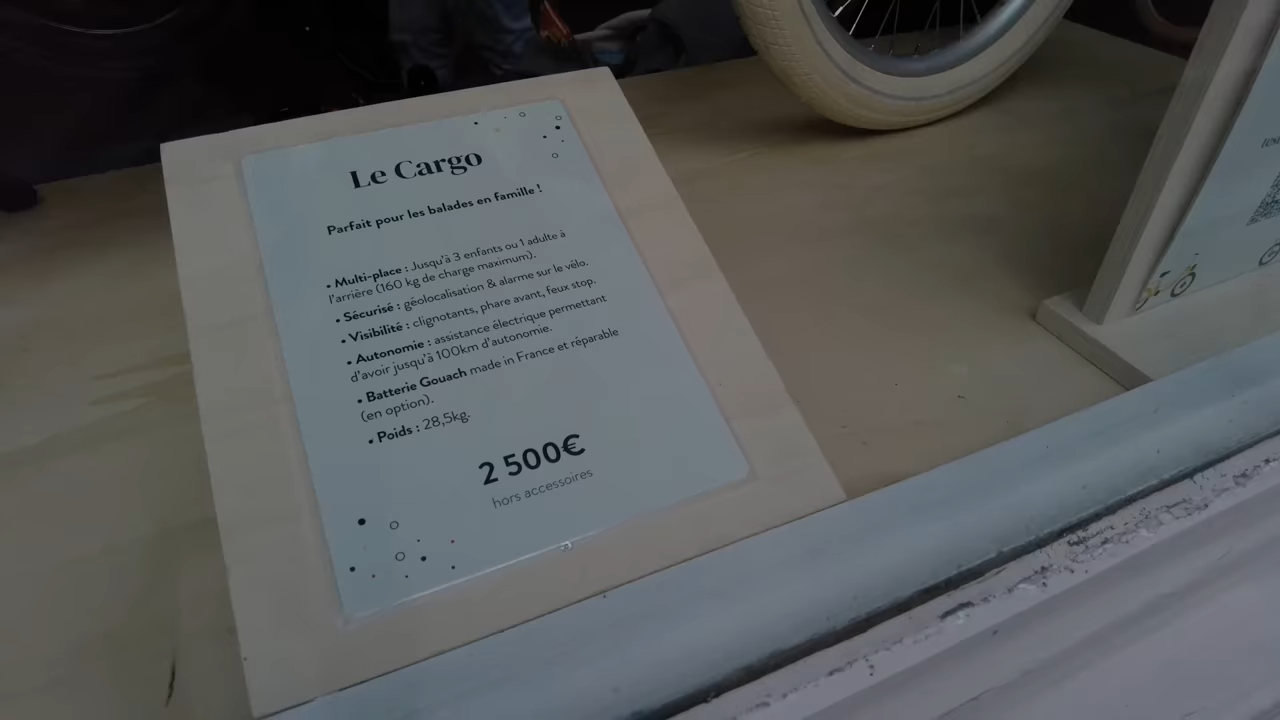 Le Cargo
Parfait pour les balades en famille !
• Multi-place : Jusqu'à 3 enfants ou 1 adulte à
l'arrière (160 kg de charge maximum).
• Sécurisé : géolocalisation & alarme sur le vélo.
• Visibilité : clignotants, phare avant, feux stop.
• Autonomie : assistance électrique permettant
d'avoir jusqu'à 100km d'autonomie.
• Batterie Gouach made in France et réparable
(en option).
• Poids : 28,5kg.
2 500€
hors accessoires